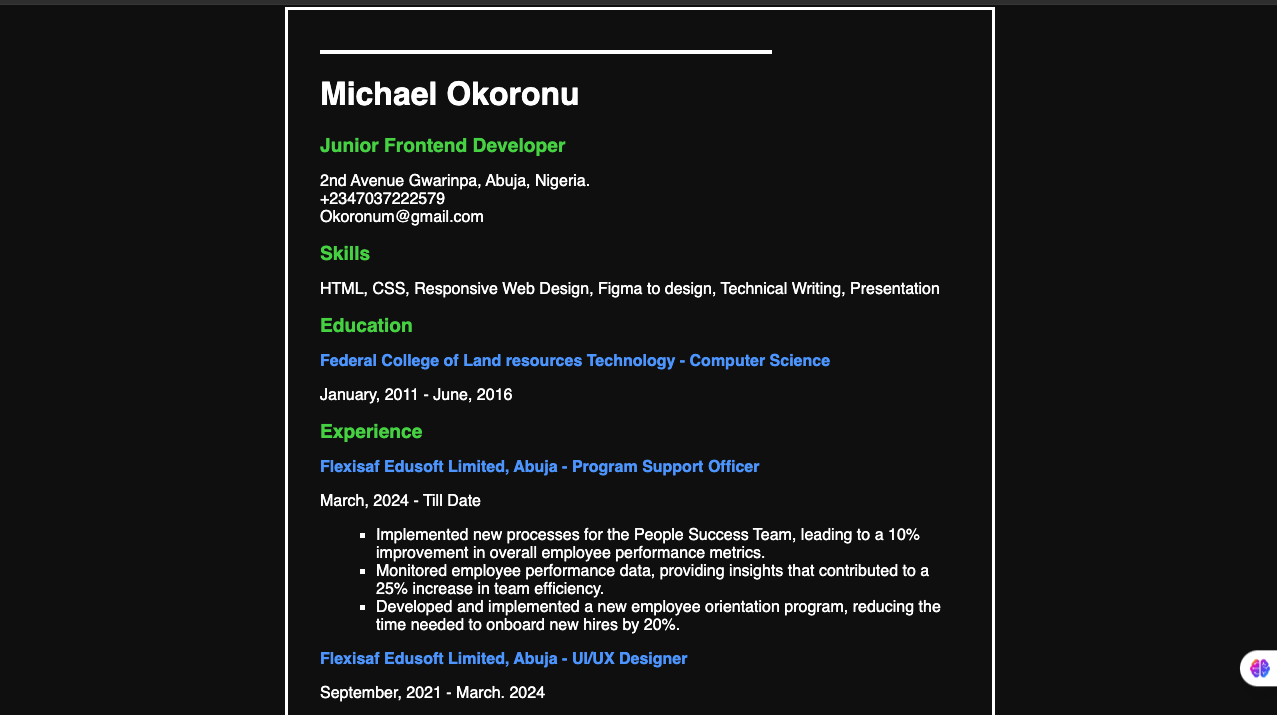 Michael Okoronu
Junior Frontend Developer
2nd Avenue Gwarinpa, Abuja, Nigeria.
+2347037222579
Okoronum@gmail.com
Skills
HTML, CSS, Responsive Web Design, Figma to design, Technical Writing, Presentation
Education
Federal College of Land resources Technology - Computer Science
January, 2011 - June, 2016
Experience
Flexisaf Edusoft Limited, Abuja - Program Support Officer
March, 2024 - Till Date
▪ Implemented new processes for the People Success Team, leading to a 10%
improvement in overall employee performance metrics.
▪ Monitored employee performance data, providing insights that contributed to a
25% increase in team efficiency.
▪ Developed and implemented a new employee orientation program, reducing the
time needed to onboard new hires by 20%.
Flexisaf Edusoft Limited, Abuja - UI/UX Designer
September, 2021 - March. 2024